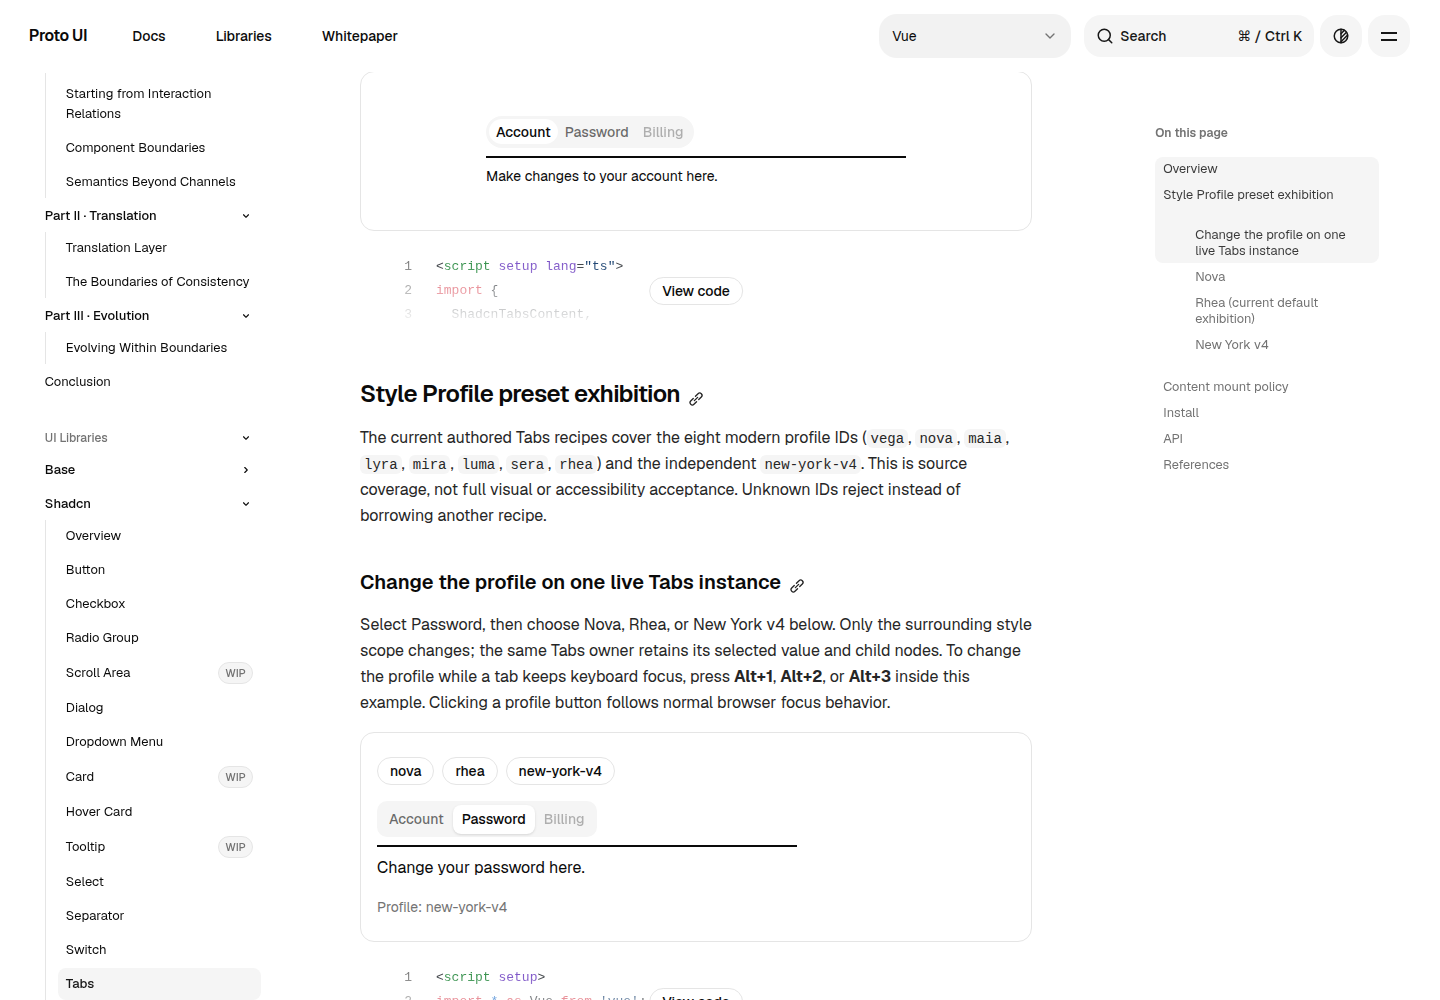 Proto UI
Docs
Libraries
Whitepaper
Vue
Search
⌘ / Ctrl K
Starting from Interaction
Relations
Component Boundaries
Semantics Beyond Channels
Part II · Translation
Translation Layer
The Boundaries of Consistency
Part III · Evolution
Evolving Within Boundaries
Conclusion
UI Libraries
Base
Shadcn
Overview
Button
Checkbox
Radio Group
Scroll Area WIP
Dialog
Dropdown Menu
Card WIP
Hover Card
Tooltip WIP
Select
Separator
Switch
Tabs
Account Password Billing
Make changes to your account here.
1 <script setup lang="ts">
2 import {
3 ShadcnTabsContent,
View code
Style Profile preset exhibition
The current authored Tabs recipes cover the eight modern profile IDs (vega, nova, maia,
lyra, mira, luma, sera, rhea) and the independent new-york-v4. This is source
coverage, not full visual or accessibility acceptance. Unknown IDs reject instead of
borrowing another recipe.
Change the profile on one live Tabs instance
Select Password, then choose Nova, Rhea, or New York v4 below. Only the surrounding style
scope changes; the same Tabs owner retains its selected value and child nodes. To change
the profile while a tab keeps keyboard focus, press Alt+1, Alt+2, or Alt+3 inside this
example. Clicking a profile button follows normal browser focus behavior.
nova rhea new-york-v4
Account Password Billing
Change your password here.
Profile: new-york-v4
1 <script setup>
2 import * as Vue from 'vue';
View code
On this page
Overview
Style Profile preset exhibition
Change the profile on one
live Tabs instance
Nova
Rhea (current default
exhibition)
New York v4
Content mount policy
Install
API
References